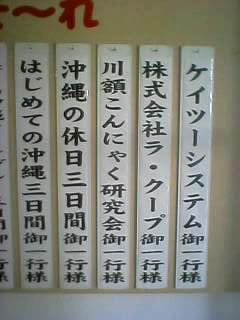 〜れ
ケイツーシステム御一行様
株式会社ラ・クープ御一行様
川額こんにゃく研究会御一行様
沖縄の休日三日間御一行様
はじめての沖縄三日間御一行様